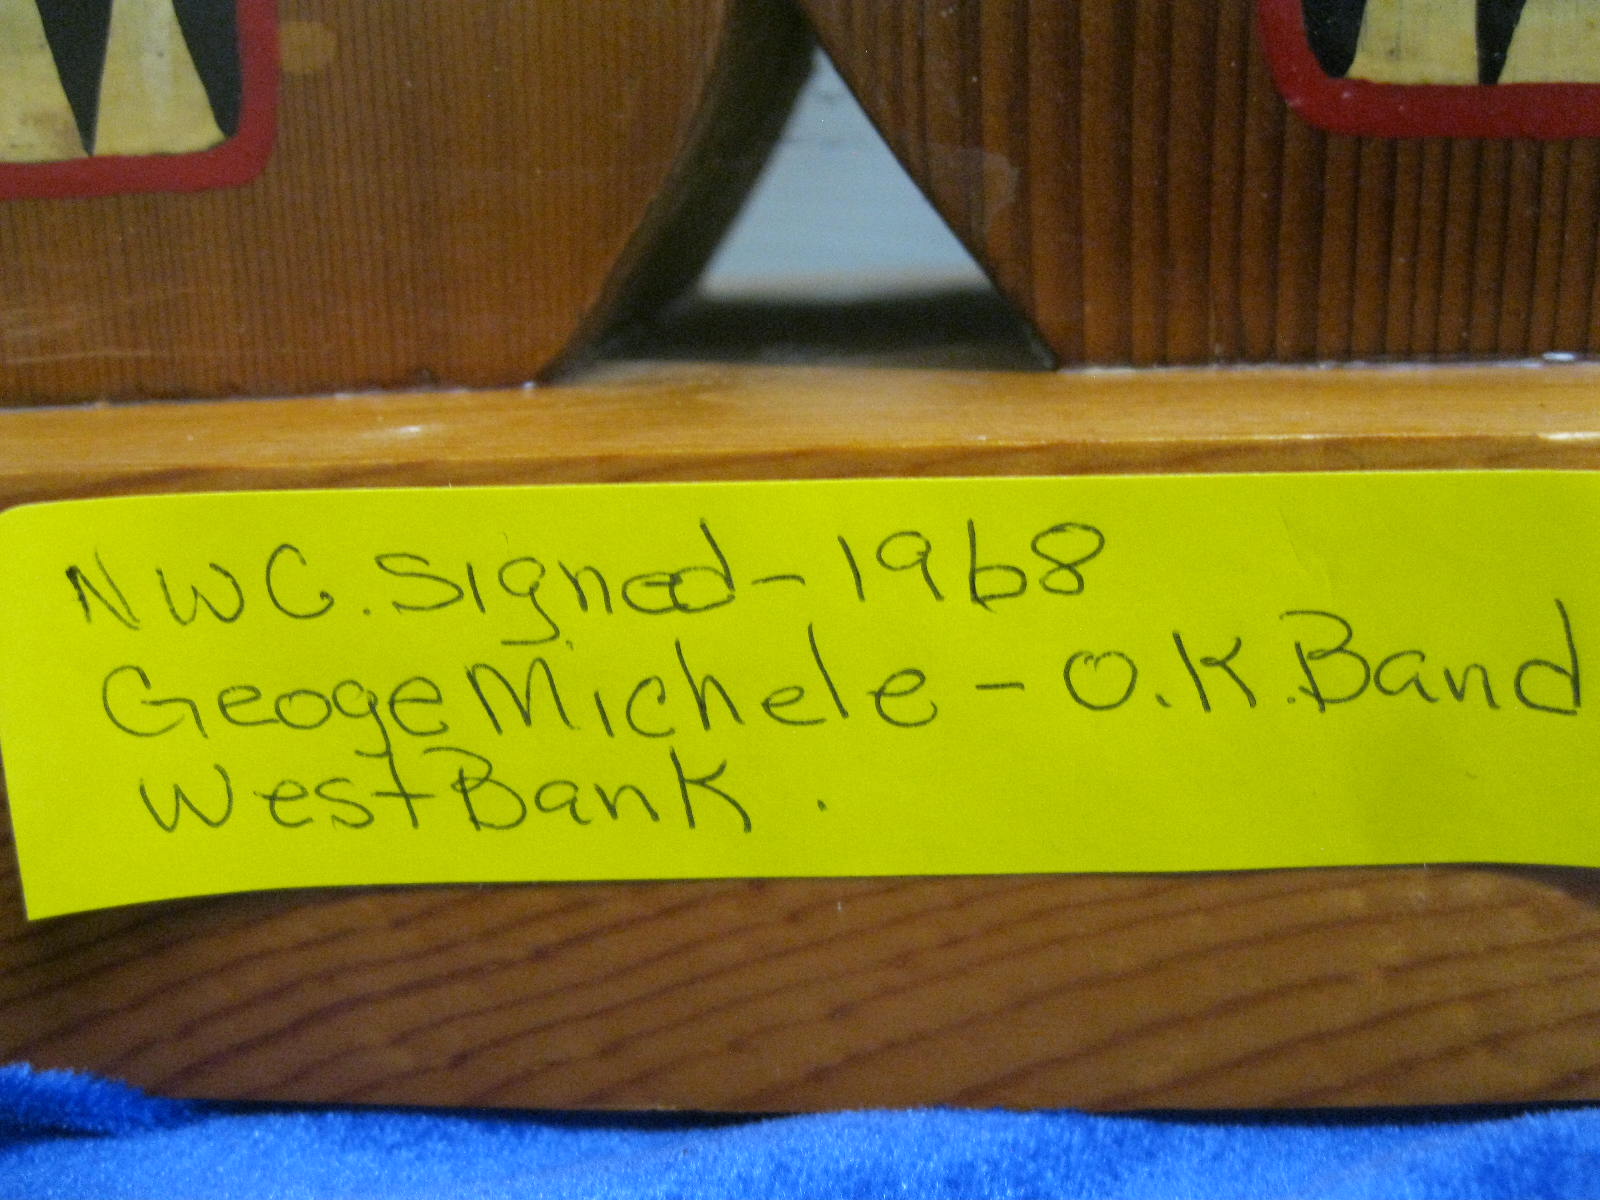 NWC. Signed - 1968
Geoge Michele - O.K. Band
West Bank .